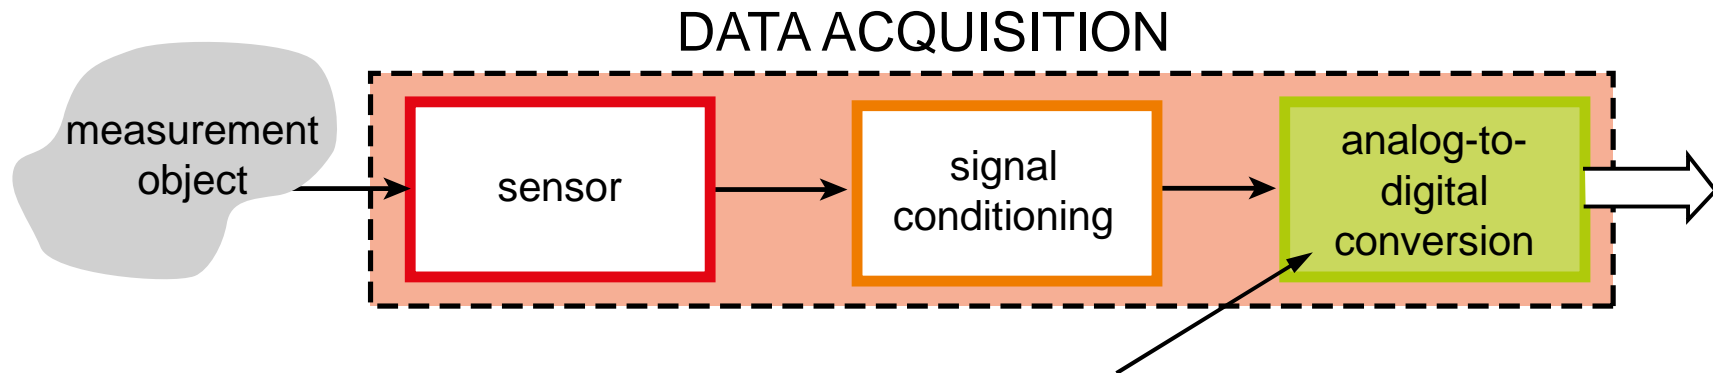 DATA ACQUISITION
measurement
object
sensor
signal
conditioning
analog-to-
digital
conversion